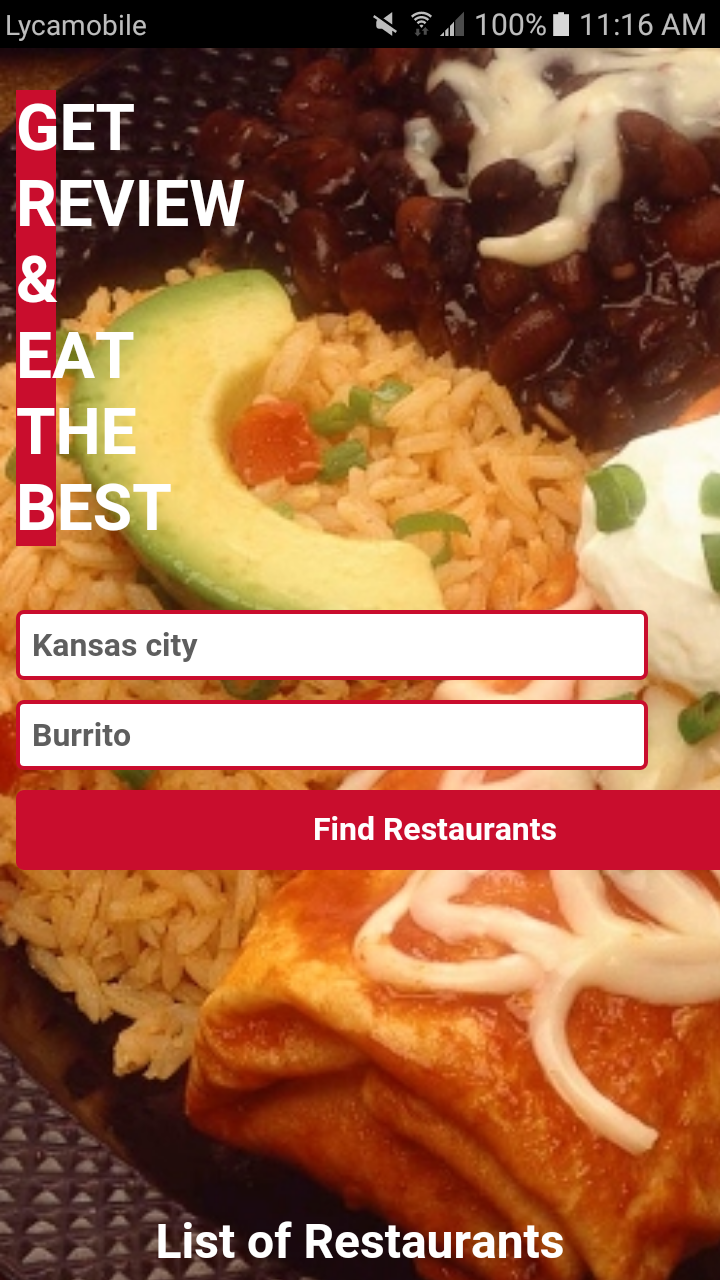 Lycamobile 100% 11:16 AM
GET
REVIEW
&
EAT
THE
BEST
Kansas city
Burrito
Find Restaurants
List of Restaurants